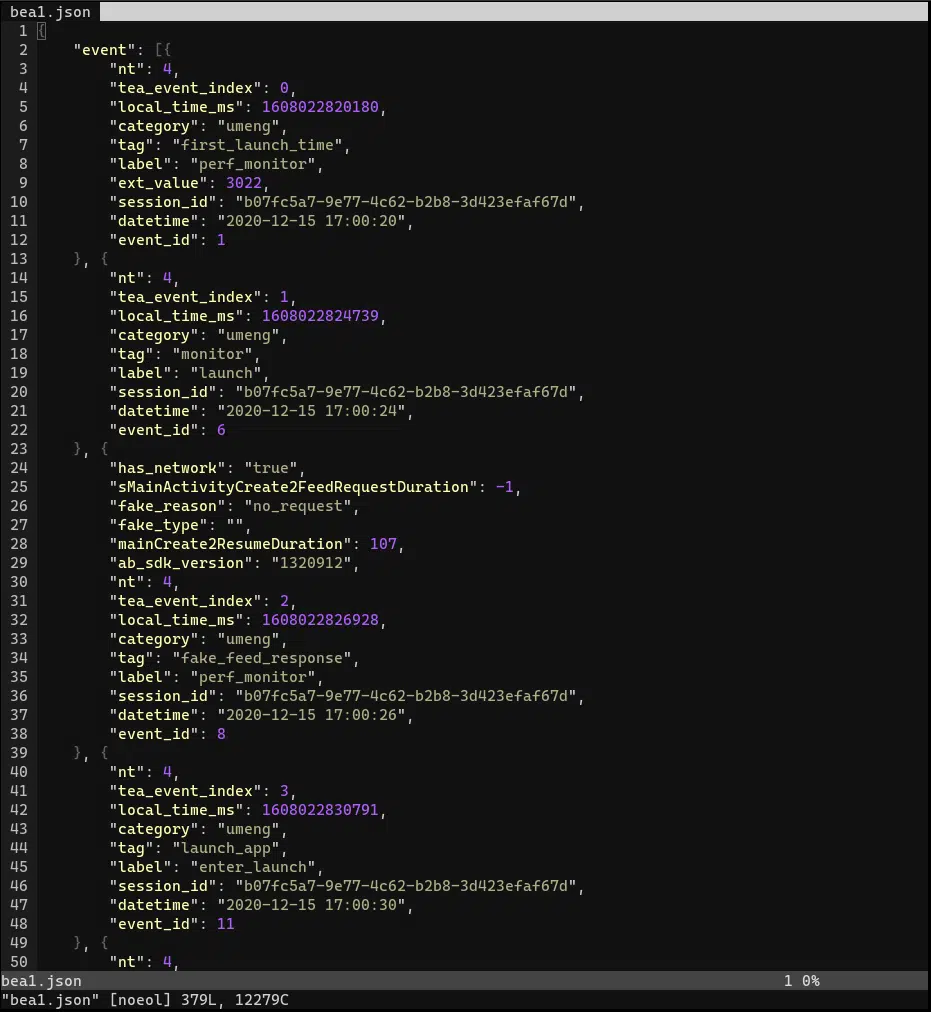 bea1.json
1 {
2     "event": [{
3         "nt": 4,
4         "tea_event_index": 0,
5         "local_time_ms": 1608022820180,
6         "category": "umeng",
7         "tag": "first_launch_time",
8         "label": "perf_monitor",
9         "ext_value": 3022,
10         "session_id": "b07fc5a7-9e77-4c62-b2b8-3d423efaf67d",
11         "datetime": "2020-12-15 17:00:20",
12         "event_id": 1
13     }, {
14         "nt": 4,
15         "tea_event_index": 1,
16         "local_time_ms": 1608022824739,
17         "category": "umeng",
18         "tag": "monitor",
19         "label": "launch",
20         "session_id": "b07fc5a7-9e77-4c62-b2b8-3d423efaf67d",
21         "datetime": "2020-12-15 17:00:24",
22         "event_id": 6
23     }, {
24         "has_network": "true",
25         "sMainActivityCreate2FeedRequestDuration": -1,
26         "fake_reason": "no_request",
27         "fake_type": "",
28         "mainCreate2ResumeDuration": 107,
29         "ab_sdk_version": "1320912",
30         "nt": 4,
31         "tea_event_index": 2,
32         "local_time_ms": 1608022826928,
33         "category": "umeng",
34         "tag": "fake_feed_response",
35         "label": "perf_monitor",
36         "session_id": "b07fc5a7-9e77-4c62-b2b8-3d423efaf67d",
37         "datetime": "2020-12-15 17:00:26",
38         "event_id": 8
39     }, {
40         "nt": 4,
41         "tea_event_index": 3,
42         "local_time_ms": 1608022830791,
43         "category": "umeng",
44         "tag": "launch_app",
45         "label": "enter_launch",
46         "session_id": "b07fc5a7-9e77-4c62-b2b8-3d423efaf67d",
47         "datetime": "2020-12-15 17:00:30",
48         "event_id": 11
49     }, {
50         "nt": 4,
bea1.json 1 0%
"bea1.json" [noeol] 379L, 12279C